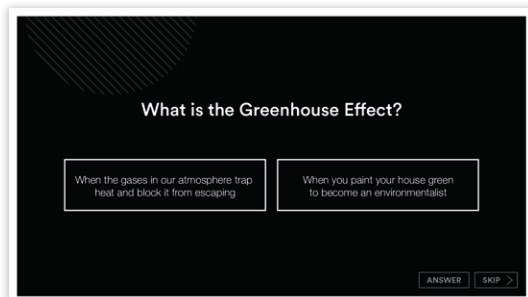 What is the Greenhouse Effect?
When the gases in our atmosphere trap
heat and block it from escaping
When you paint your house green
to become an environmentalist
ANSWER
SKIP